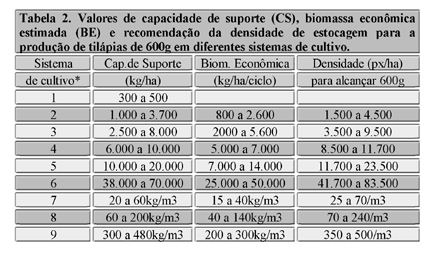 Tabela 2. Valores de capacidade de suporte (CS), biomassa econômica
estimada (BE) e recomendação da densidade de estocagem para a
produção de tilápias de 600g em diferentes sistemas de cultivo.
Sistema Cap.de Suporte Biom. Econômica Densidade (px/ha)
de cultivo* (kg/ha) (kg/ha/ciclo) para alcançar 600g
1 300 a 500
2 1.000 a 3.700 800 a 2.600 1.500 a 4.500
3 2.500 a 8.000 2000 a 5.600 3.500 a 9.500
4 6.000 a 10.000 5.000 a 7.000 8.500 a 11.700
5 10.000 a 20.000 7.000 a 14.000 11.700 a 23.500
6 38.000 a 70.000 25.000 a 50.000 41.700 a 83.500
7 20 a 60kg/m3 15 a 40kg/m3 25 a 70/m3
8 60 a 200kg/m3 40 a 140kg/m3 70 a 240/m3
9 300 a 480kg/m3 200 a 300kg/m3 350 a 500/m3